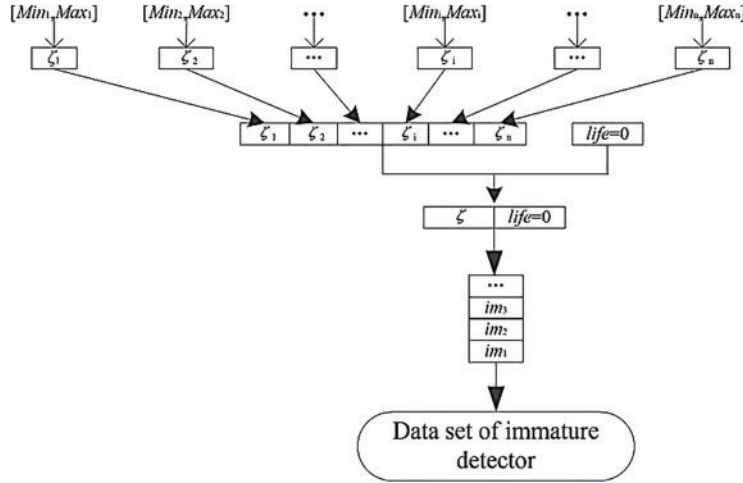 [Min₁,Max₁] [Min₂,Max₂] ••• [Minᵢ,Maxᵢ] ••• [Minₙ,Maxₙ]
ζ₁ ζ₂ ••• ζᵢ ••• ζₙ
ζ₁ ζ₂ ••• ζᵢ ••• ζₙ life=0
ζ life=0
•••
im₃
im₂
im₁
Data set of immature
detector